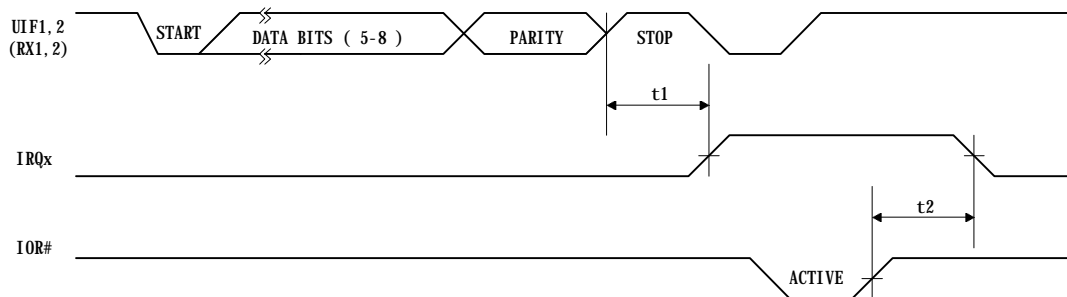 UIF1,2
(RX1,2)
START
DATA BITS ( 5-8 )
PARITY
STOP
t1
IRQx
t2
IOR#
ACTIVE